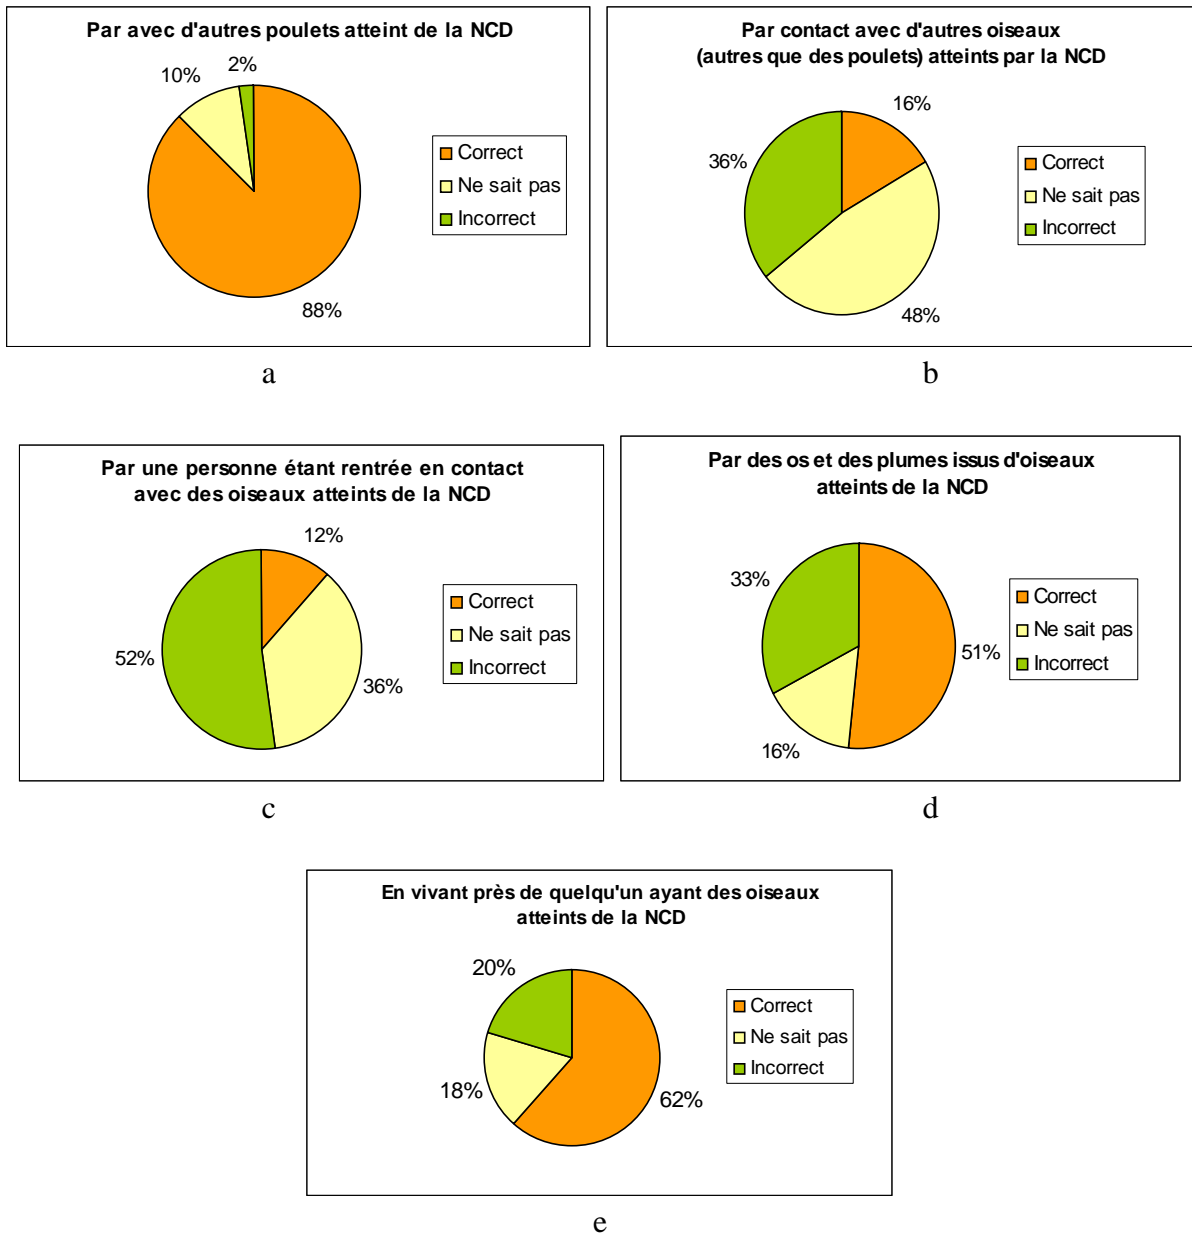 Par avec d'autres poulets atteint de la NCD
2%
10%
88%
Correct
Ne sait pas
Incorrect
a
Par contact avec d'autres oiseaux
(autres que des poulets) atteints par la NCD
16%
36%
48%
Correct
Ne sait pas
Incorrect
b
Par une personne étant rentrée en contact
avec des oiseaux atteints de la NCD
12%
52%
36%
Correct
Ne sait pas
Incorrect
c
Par des os et des plumes issus d'oiseaux
atteints de la NCD
33%
51%
16%
Correct
Ne sait pas
Incorrect
d
En vivant près de quelqu'un ayant des oiseaux
atteints de la NCD
20%
18%
62%
Correct
Ne sait pas
Incorrect
e